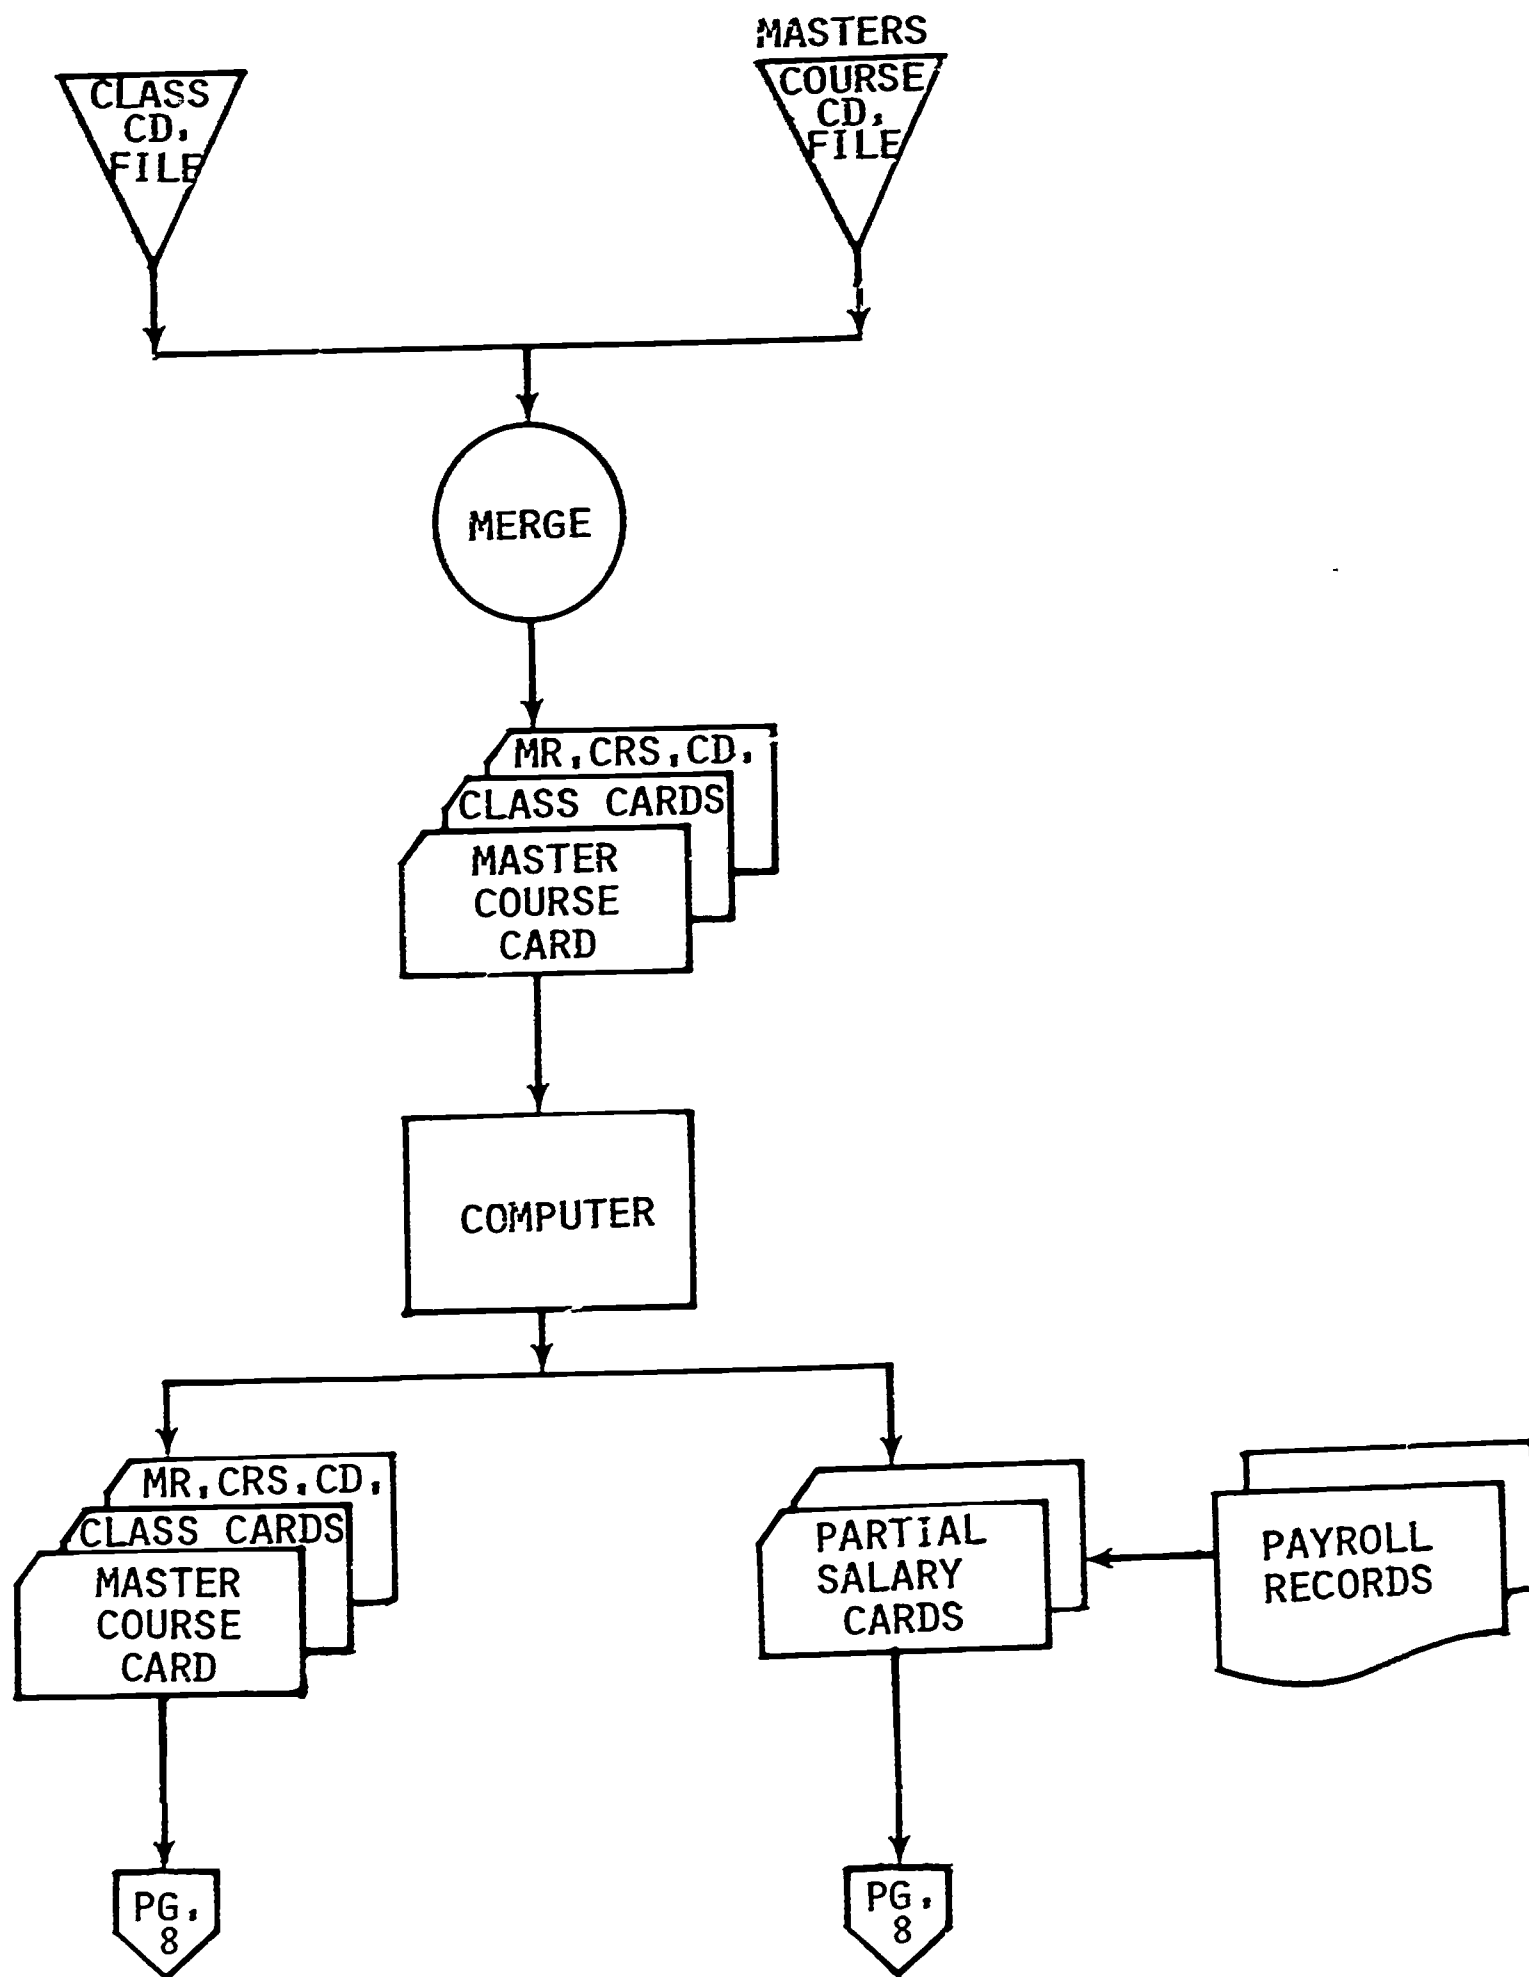 CLASS
CD.
FILE
MASTERS
COURSE
CD.
FILE
MERGE
MR.CRS.CD.
CLASS CARDS
MASTER
COURSE
CARD
COMPUTER
MR.CRS.CD.
CLASS CARDS
MASTER
COURSE
CARD
PARTIAL
SALARY
CARDS
PAYROLL
RECORDS
PG.
8
PG.
8